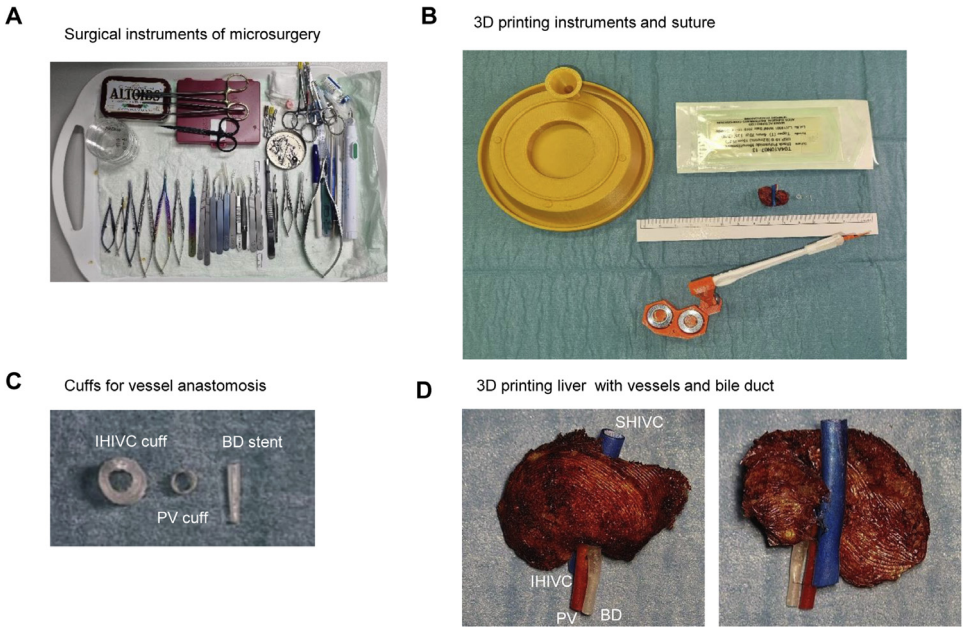 A
Surgical instruments of microsurgery
ALTOIDS
B
3D printing instruments and suture
C
Cuffs for vessel anastomosis
IHIVC cuff
BD stent
PV cuff
D
3D printing liver with vessels and bile duct
SHIVC
IHIVC
PV
BD